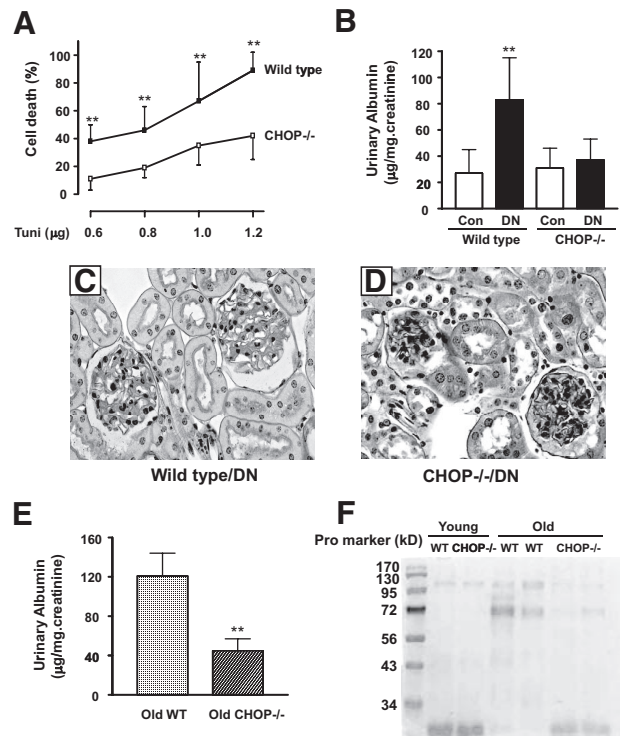 A
Cell death (%)
100
80
60
40
20
0
**
**
**
**
Wild type
CHOP-/-
Tuni (µg)
0.6 0.8 1.0 1.2
B
Urinary Albumin
(µg/mg.creatinine)
120
100
80
60
40
20
0
**
Con DN Con DN
Wild type CHOP-/-
C
Wild type/DN
D
CHOP-/-/DN
E
Urinary Albumin
(µg/mg.creatinine)
160
120
80
40
0
**
Old WT Old CHOP-/-
F
Young Old
Pro marker (kD) WT CHOP-/- WT WT CHOP-/-
170
130
95
72
56
43
34